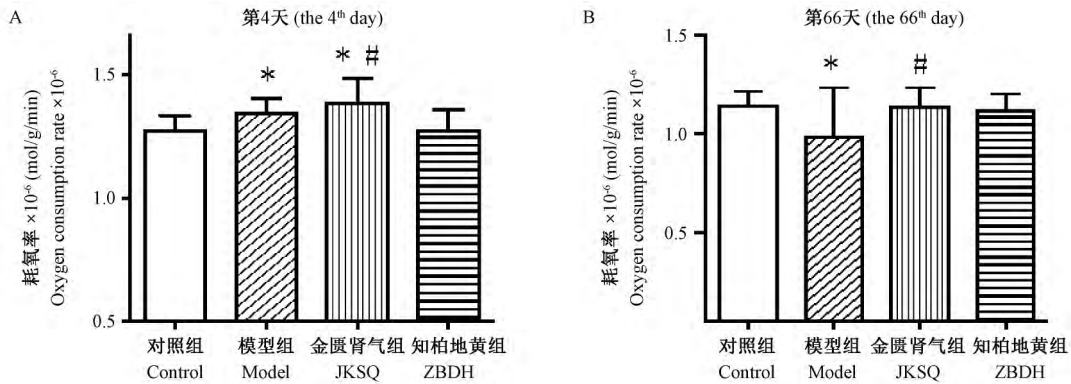 A
第4天 (the 4th day)
耗氧率 ×10-6 (mol/g/min)
Oxygen consumption rate ×10-6
1.5
1.0
0.5
*
* #
对照组
Control
模型组
Model
金匮肾气组
JKSQ
知柏地黄组
ZBDH
B
第66天 (the 66th day)
耗氧率 ×10-6 (mol/g/min)
Oxygen consumption rate ×10-6
1.5
1.0
0.5
*
#
对照组
Control
模型组
Model
金匮肾气组
JKSQ
知柏地黄组
ZBDH